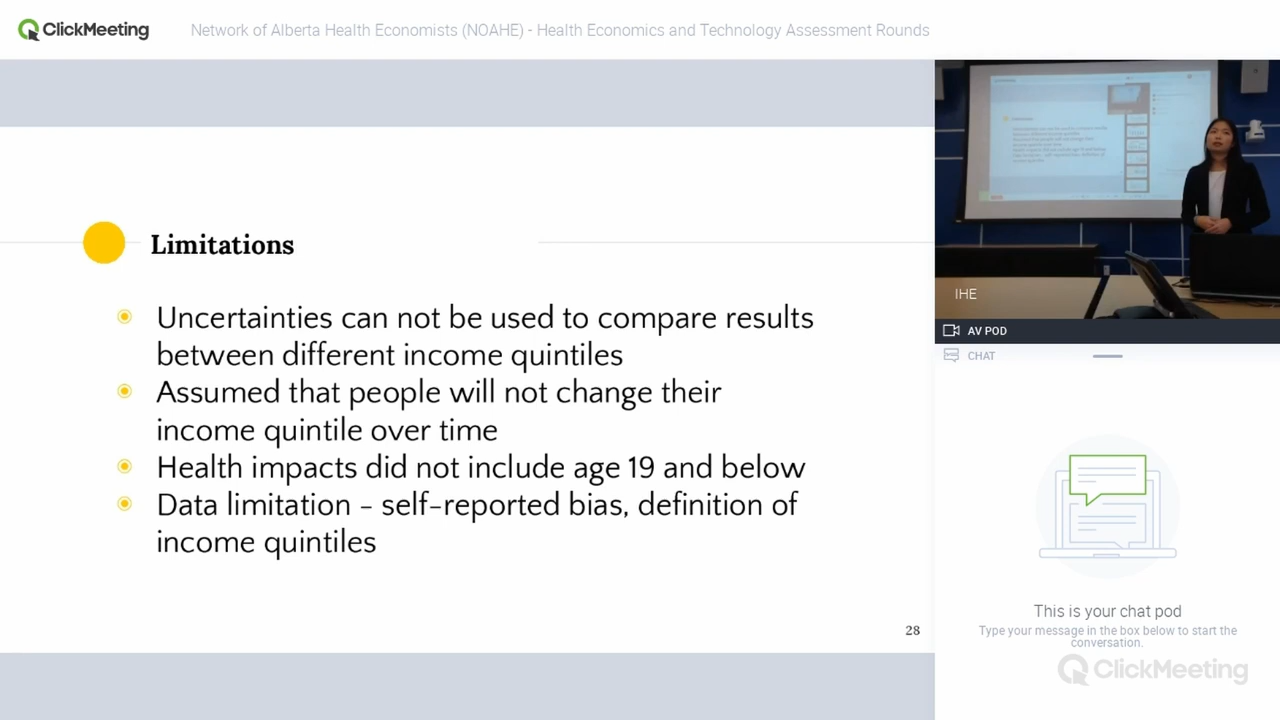 ClickMeeting
Network of Alberta Health Economists (NOAHE) - Health Economics and Technology Assessment Rounds
Limitations
Uncertainties can not be used to compare results
between different income quintiles
Assumed that people will not change their
income quintile over time
Health impacts did not include age 19 and below
Data limitation - self-reported bias, definition of
income quintiles
28
IHE
AV POD
CHAT
This is your chat pod
Type your message in the box below to start the
conversation.
ClickMeeting